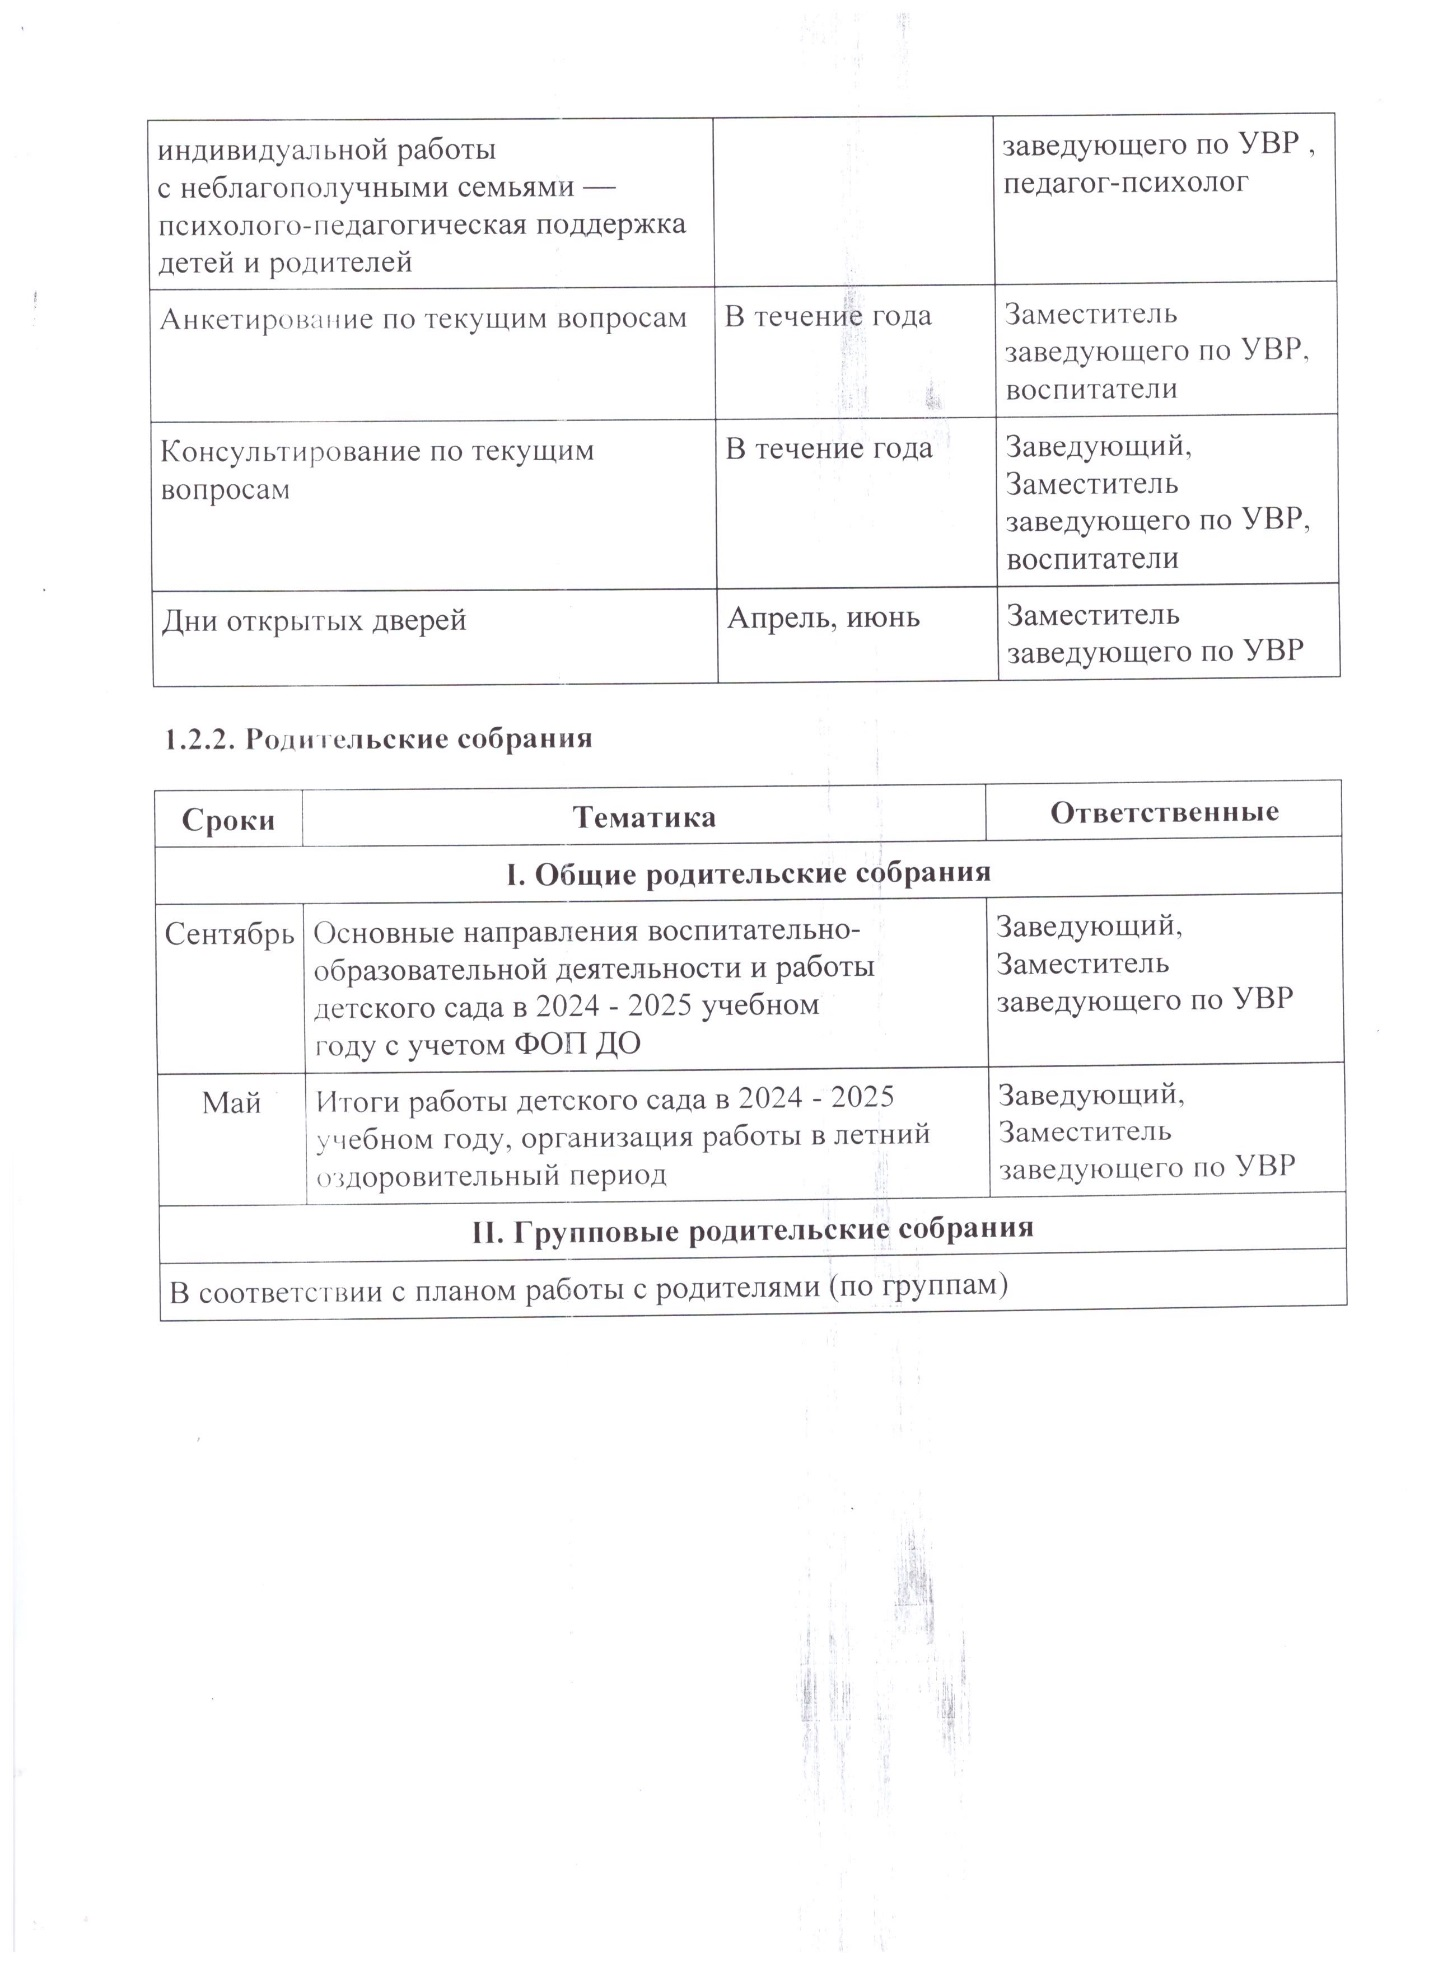 индивидуальной работы
с неблагополучными семьями —
психолого-педагогическая поддержка
детей и родителей
заведующего по УВР ,
педагог-психолог
Анкетирование по текущим вопросам
В течение года
Заместитель
заведующего по УВР,
воспитатели
Консультирование по текущим
вопросам
В течение года
Заведующий,
Заместитель
заведующего по УВР,
воспитатели
Дни открытых дверей
Апрель, июнь
Заместитель
заведующего по УВР
1.2.2. Родительские собрания
Сроки
Тематика
Ответственные
I. Общие родительские собрания
Сентябрь
Основные направления воспитательно-
образовательной деятельности и работы
детского сада в 2024 - 2025 учебном
году с учетом ФОП ДО
Заведующий,
Заместитель
заведующего по УВР
Май
Итоги работы детского сада в 2024 - 2025
учебном году, организация работы в летний
оздоровительный период
Заведующий,
Заместитель
заведующего по УВР
II. Групповые родительские собрания
В соответствии с планом работы с родителями (по группам)